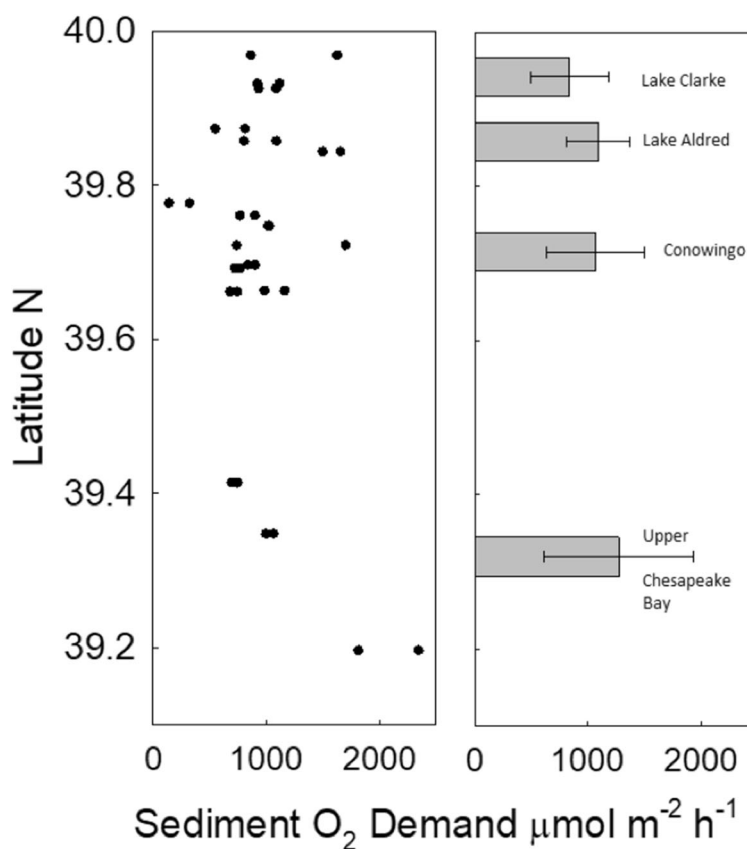 40.0
39.8
39.6
39.4
39.2
Latitude N
0 1000 2000
Lake Clarke
Lake Aldred
Conowingo
Upper
Chesapeake
Bay
0 1000 2000
Sediment O₂ Demand μmol m⁻² h⁻¹